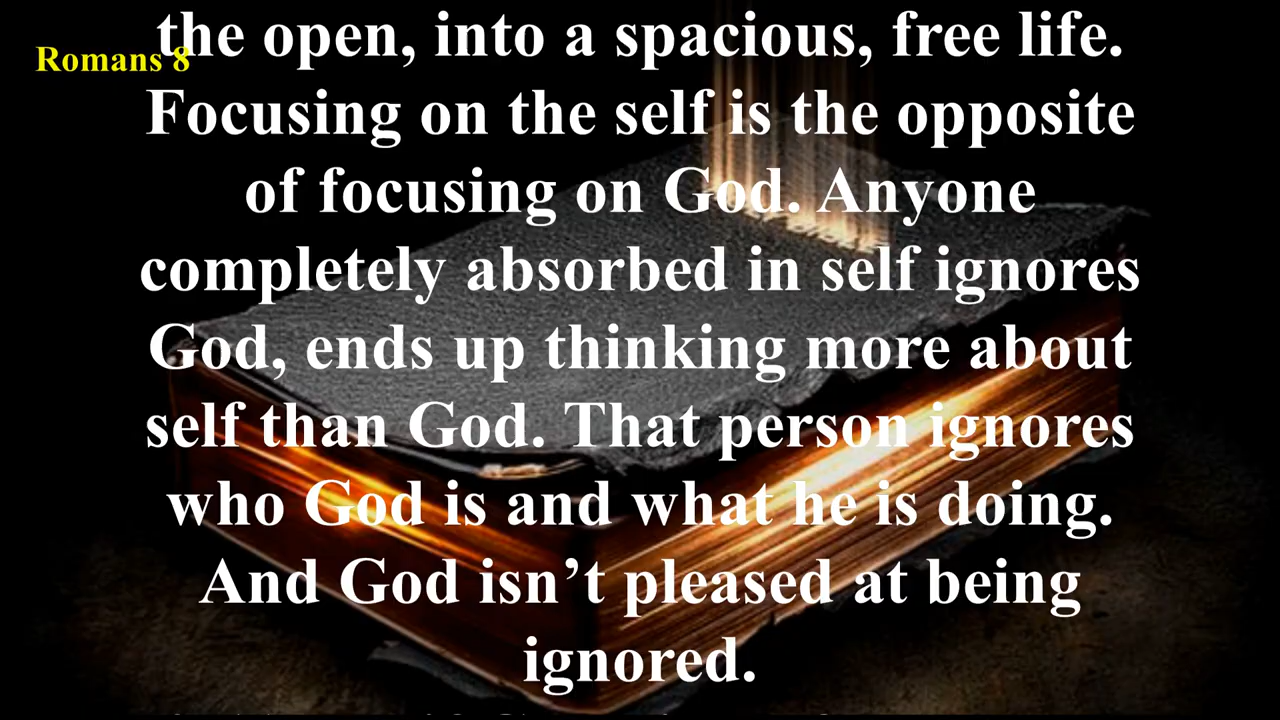 the open, into a spacious, free life.
Romans 8
Focusing on the self is the opposite
of focusing on God. Anyone
completely absorbed in self ignores
God, ends up thinking more about
self than God. That person ignores
who God is and what he is doing.
And God isn’t pleased at being
ignored.